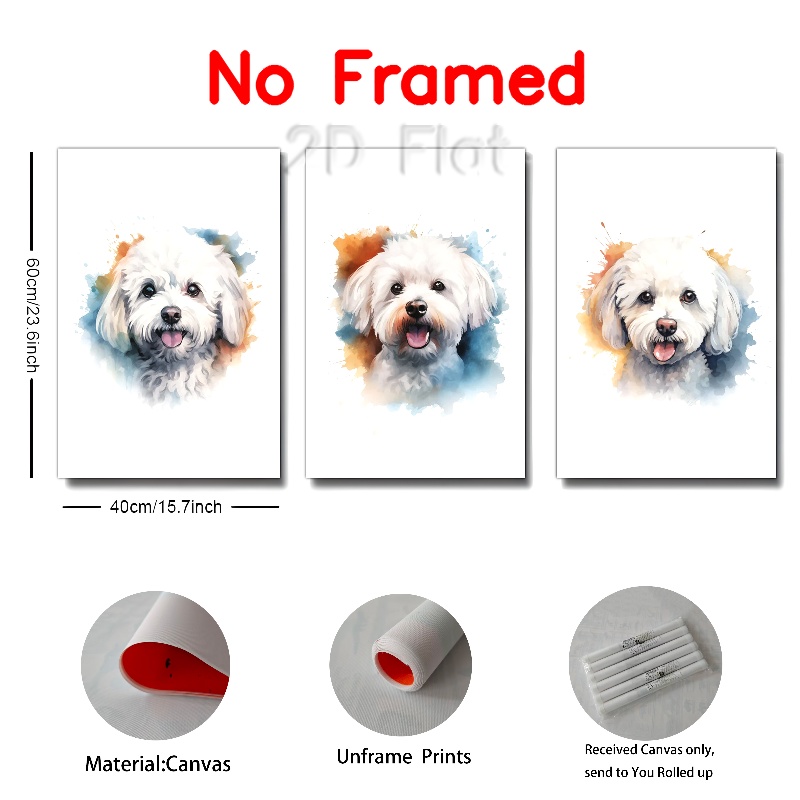 No Framed
2D Flat
60cm/23.6inch
40cm/15.7inch
Material:Canvas
Unframe Prints
Received Canvas only,
send to You Rolled up